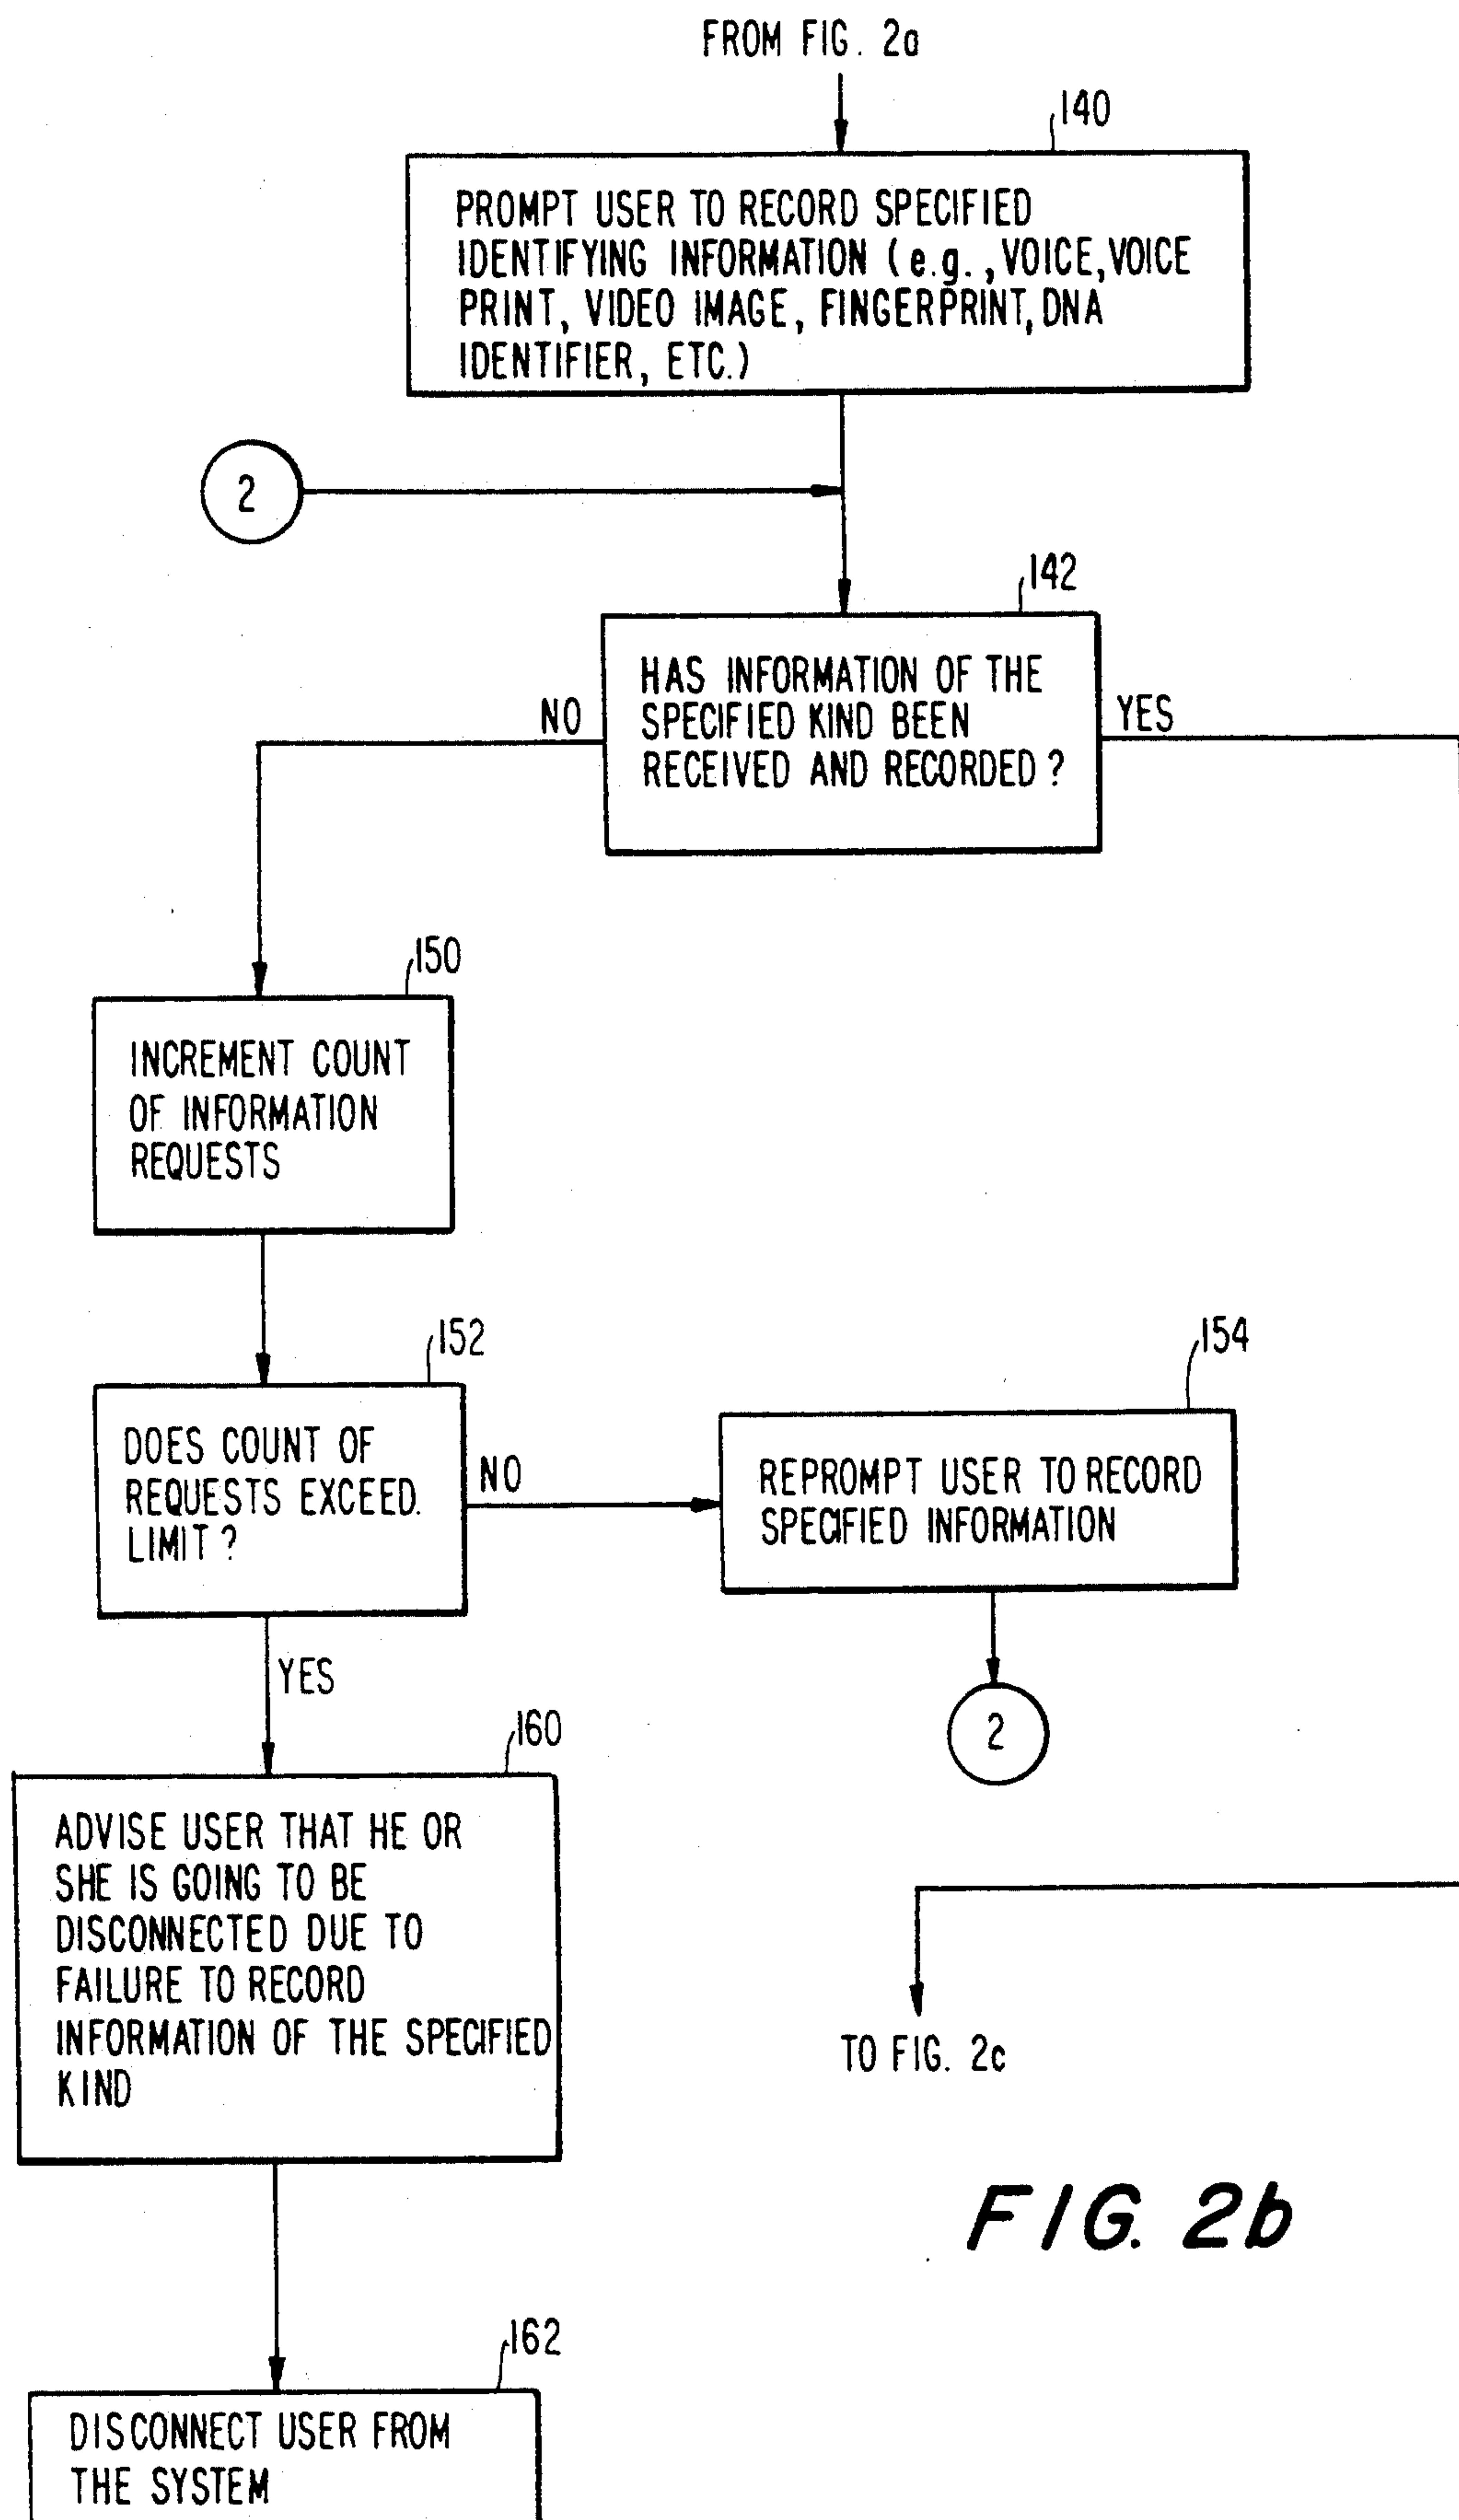 FROM FIG. 2a
140
PROMPT USER TO RECORD SPECIFIED
IDENTIFYING INFORMATION (e.g., VOICE, VOICE
PRINT, VIDEO IMAGE, FINGERPRINT, DNA
IDENTIFIER, ETC.)
2
142
HAS INFORMATION OF THE
SPECIFIED KIND BEEN
RECEIVED AND RECORDED?
NO
YES
150
INCREMENT COUNT
OF INFORMATION
REQUESTS
152
DOES COUNT OF
REQUESTS EXCEED.
LIMIT?
NO
154
REPROMPT USER TO RECORD
SPECIFIED INFORMATION
YES
2
160
ADVISE USER THAT HE OR
SHE IS GOING TO BE
DISCONNECTED DUE TO
FAILURE TO RECORD
INFORMATION OF THE SPECIFIED
KIND
TO FIG. 2c
FIG. 2b
162
DISCONNECT USER FROM
THE SYSTEM